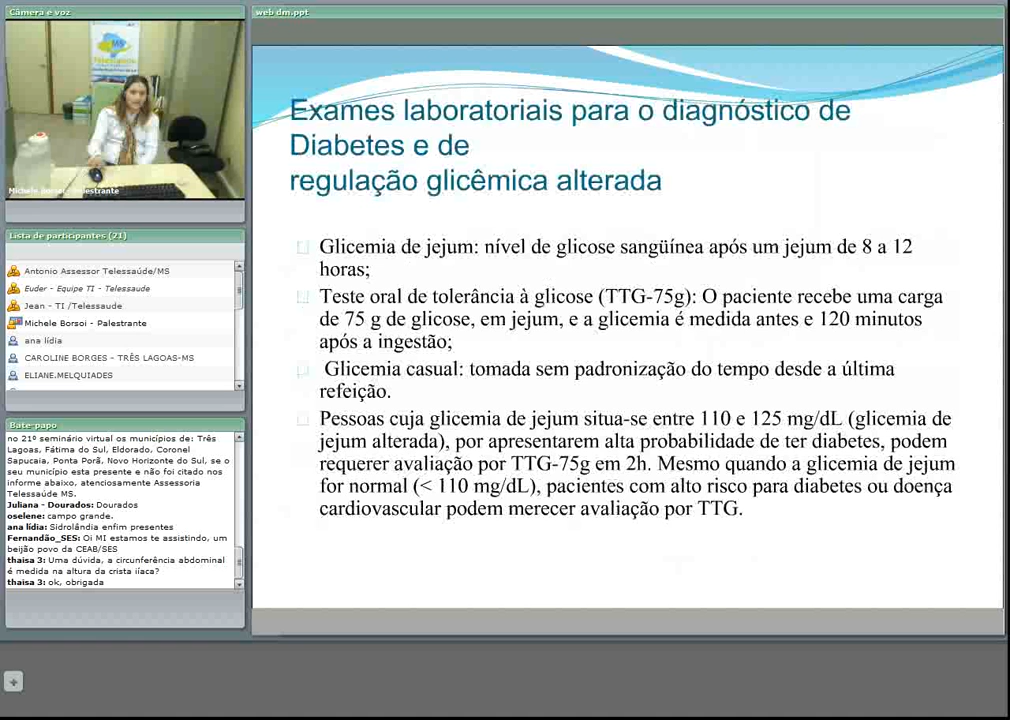 Câmera e voz
MS
Telessaúde
Michele Borsoi - Palestrante
Lista de participantes (21)
Antonio Assessor Telessaúde/MS
Euder - Equipe TI - Telessaude
Jean - TI /Telessaude
Michele Borsoi - Palestrante
ana lídia
CAROLINE BORGES - TRÊS LAGOAS-MS
ELIANE.MELQUIADES
Bate-papo
no 21º seminário virtual os municípios de: Três
Lagoas, Fátima do Sul, Eldorado, Coronel
Sapucaia, Ponta Porã, Novo Horizonte do Sul, se o
seu município esta presente e não foi citado nos
informe abaixo, atenciosamente Assessoria
Telessaúde MS.
Juliana - Dourados: Dourados
oselene: campo grande.
ana lídia: Sidrolândia enfim presentes
Fernandão_SES: Oi MI estamos te assistindo, um
beijão povo da CEAB/SES
thaisa 3: Uma dúvida, a circunferência abdominal
é medida na altura da crista ilíaca?
thaisa 3: ok, obrigada
web dm.ppt
Exames laboratoriais para o diagnóstico de
Diabetes e de
regulação glicêmica alterada
Glicemia de jejum: nível de glicose sangüínea após um jejum de 8 a 12
horas;
Teste oral de tolerância à glicose (TTG-75g): O paciente recebe uma carga
de 75 g de glicose, em jejum, e a glicemia é medida antes e 120 minutos
após a ingestão;
Glicemia casual: tomada sem padronização do tempo desde a última
refeição.
Pessoas cuja glicemia de jejum situa-se entre 110 e 125 mg/dL (glicemia de
jejum alterada), por apresentarem alta probabilidade de ter diabetes, podem
requerer avaliação por TTG-75g em 2h. Mesmo quando a glicemia de jejum
for normal (< 110 mg/dL), pacientes com alto risco para diabetes ou doença
cardiovascular podem merecer avaliação por TTG.